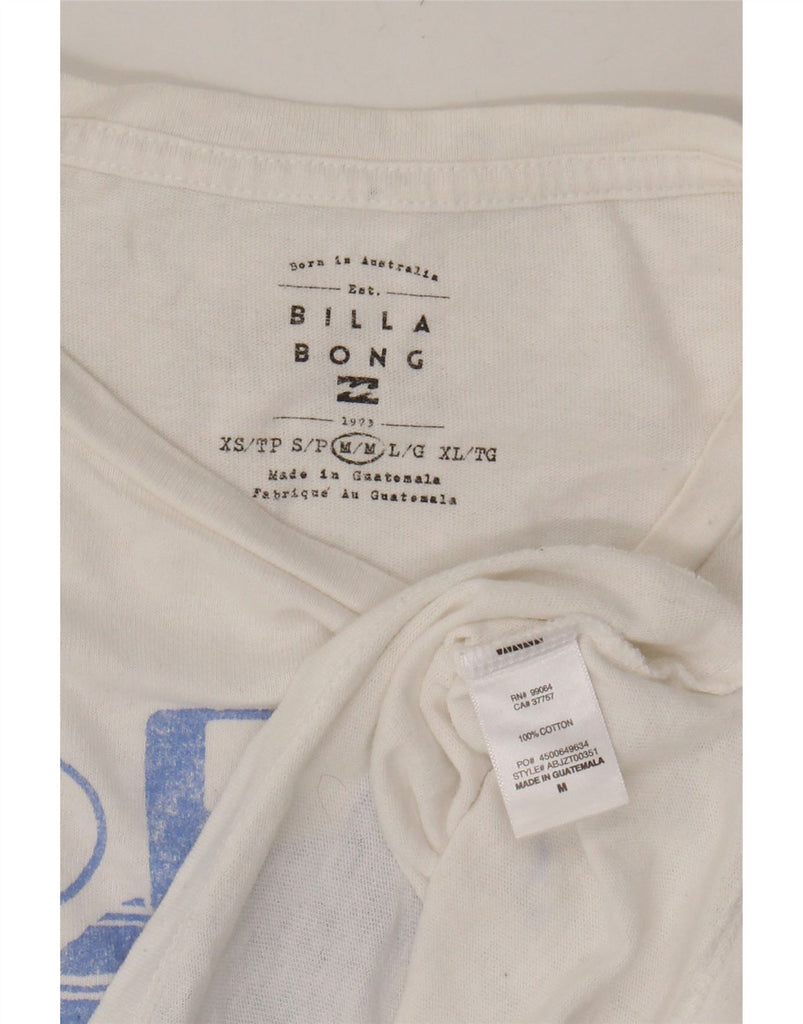 Born in Australia
Est.
BILLA
BONG
1973
XS/TP S/P M/M L/G XL/TG
Made in Guatemala
Fabriqué Au Guatemala
RN# 99064
CA# 37757
100% COTTON
PO# 4500649634
STYLE# ABJZT00351
MADE IN GUATEMALA
M